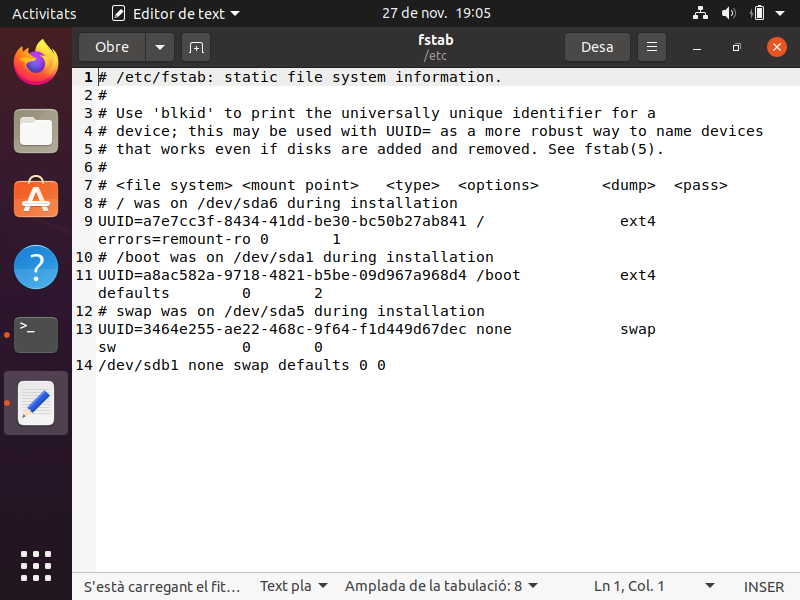 Activitats
Editor de text
27 de nov.  19:05
Obre
fstab
/etc
Desa
1 # /etc/fstab: static file system information.
2 #
3 # Use 'blkid' to print the universally unique identifier for a
4 # device; this may be used with UUID= as a more robust way to name devices
5 # that works even if disks are added and removed. See fstab(5).
6 #
7 # <file system> <mount point>   <type>  <options>       <dump>  <pass>
8 # / was on /dev/sda6 during installation
9 UUID=a7e7cc3f-8434-41dd-be30-bc50b27ab841 /               ext4
errors=remount-ro 0       1
10 # /boot was on /dev/sda1 during installation
11 UUID=a8ac582a-9718-4821-b5be-09d967a968d4 /boot           ext4
defaults        0       2
12 # swap was on /dev/sda5 during installation
13 UUID=3464e255-ae22-468c-9f64-f1d449d67dec none            swap
sw              0       0
14 /dev/sdb1 none swap defaults 0 0
S'està carregant el fit…
Text pla
Amplada de la tabulació: 8
Ln 1, Col. 1
INSER